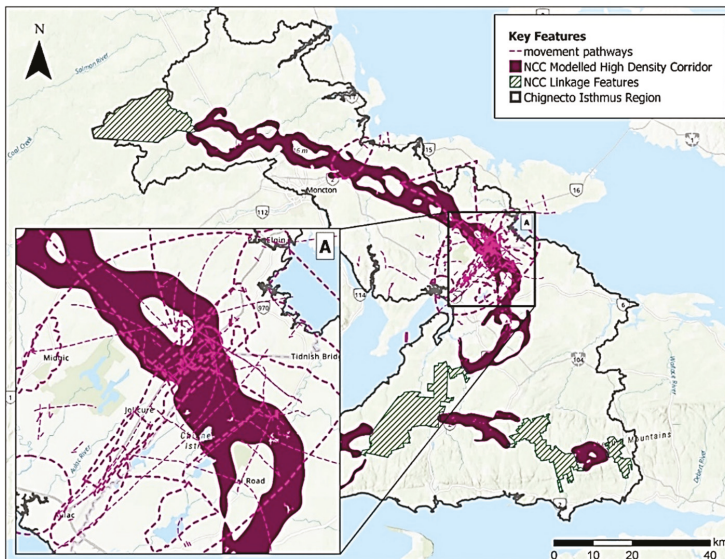 N
Key Features
movement pathways
NCC Modelled High Density Corridor
NCC Linkage Features
Chignecto Isthmus Region
Salmon River
Coal Creek
15
16
2
Moncton
112
A
A
114
6
104
Mountains
Midgic
970
Tidnish Bridge
Jolicure
Road
1
km
0
10
20
40